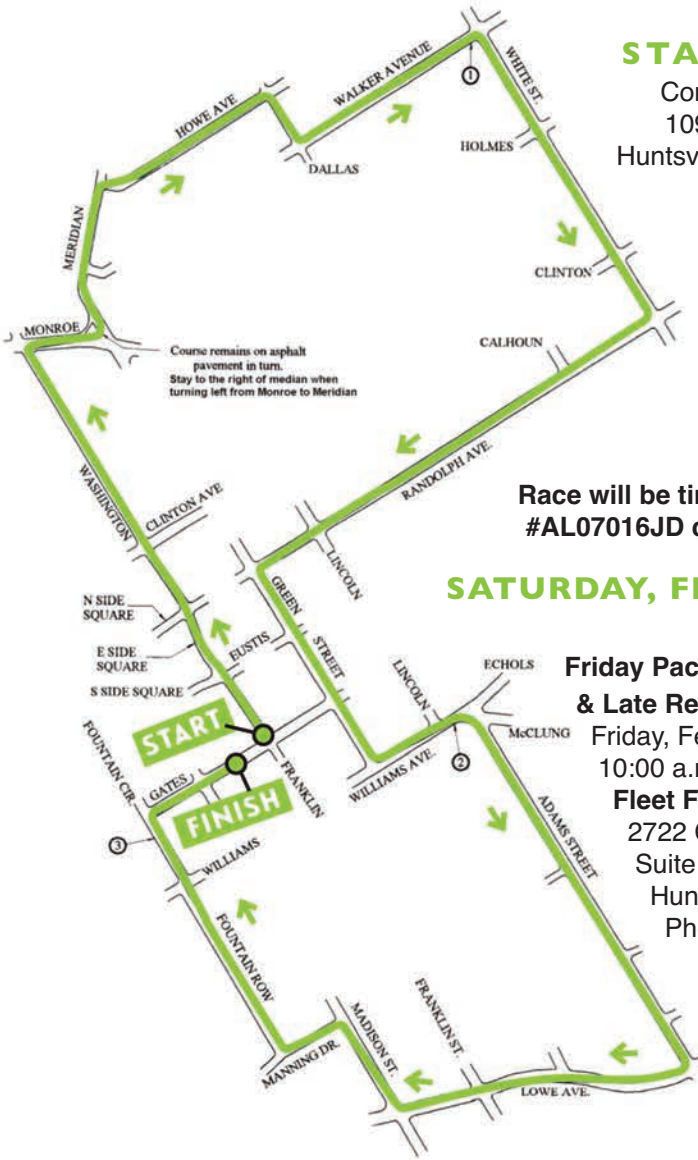 WALKER AVENUE
1
WHITE ST.
HOWE AVE
HOLMES
DALLAS
MERIDIAN
CLINTON
MONROE
CALHOUN
Course remains on asphalt
pavement in turn.
Stay to the right of median when
turning left from Monroe to Meridian
RANDOLPH AVE.
WASHINGTON
CLINTON AVE
LINCOLN
GREEN
STREET
N SIDE
SQUARE
E SIDE
SQUARE
EUSTIS
S SIDE SQUARE
LINCOLN
ECHOLS
McCLUNG
2
WILLIAMS AVE.
START
FOUNTAIN CIR.
GATES
FRANKLIN
FINISH
3
WILLIAMS
ADAMS STREET
FOUNTAIN ROW
MANNING DR.
MADISON ST.
FRANKLIN ST.
LOWE AVE.
STA
Cor
109
Huntsv
Race will be ti
#AL07016JD
SATURDAY, F
Friday Pac
& Late Re
Friday, Fe
10:00 a.
Fleet F
2722
Suite
Hun
Ph